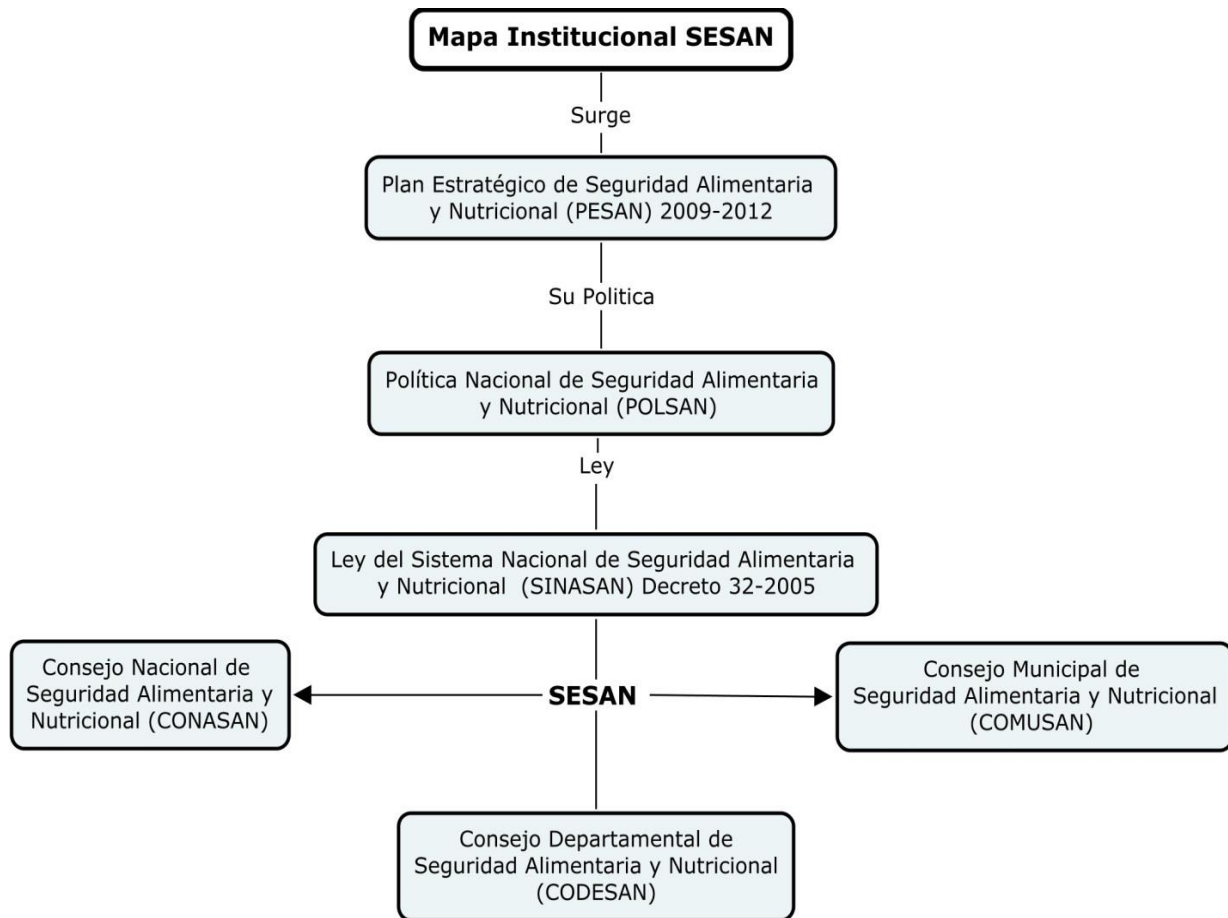 Mapa Institucional SESAN
Surge
Plan Estratégico de Seguridad Alimentaria
y Nutricional (PESAN) 2009-2012
Su Politica
Política Nacional de Seguridad Alimentaria
y Nutricional (POLSAN)
Ley
Ley del Sistema Nacional de Seguridad Alimentaria
y Nutricional (SINASAN) Decreto 32-2005
Consejo Nacional de
Seguridad Alimentaria y
Nutricional (CONASAN)
SESAN
Consejo Municipal de
Seguridad Alimentaria y Nutricional
(COMUSAN)
Consejo Departamental de
Seguridad Alimentaria y Nutricional
(CODESAN)